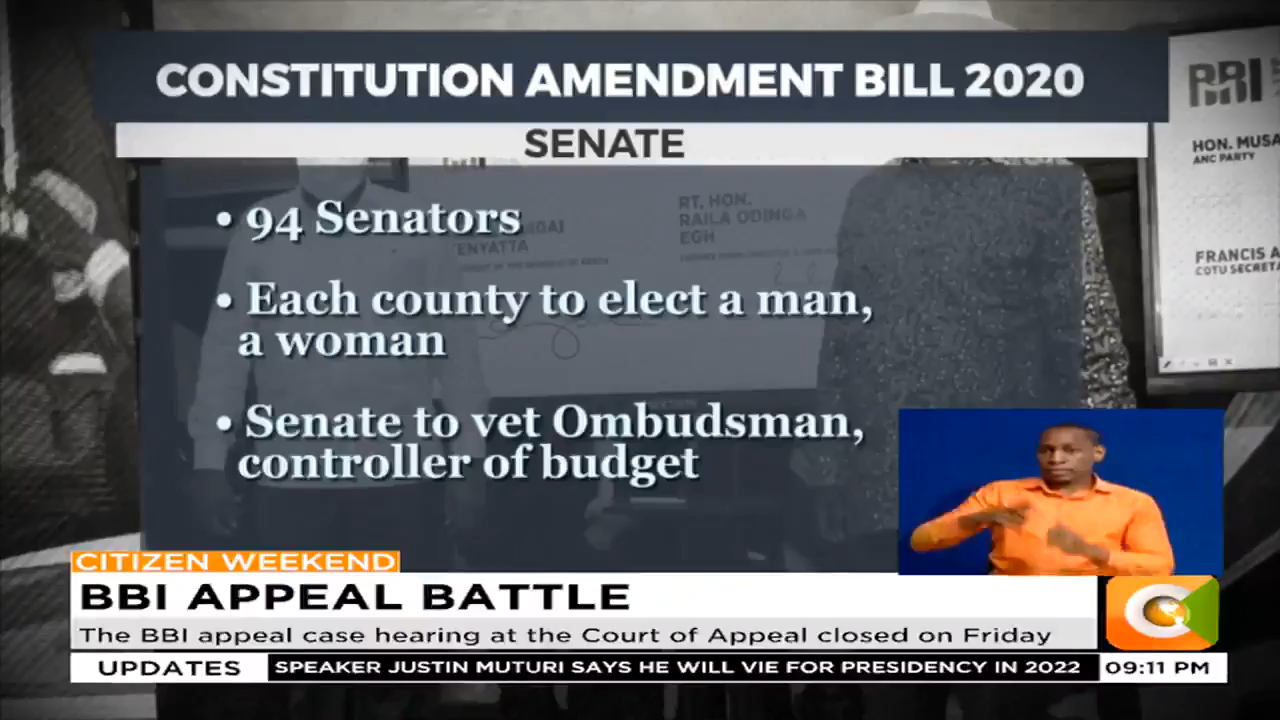 CONSTITUTION AMENDMENT BILL 2020
SENATE
BBI
HON. MUSA
ANC PARTY
RT. HON.
RAILA ODINGA
EGH
ENYATTA
• 94 Senators
• Each county to elect a man,
a woman
• Senate to vet Ombudsman,
controller of budget
FRANCIS A
COTU SECRETA
CITIZEN WEEKEND
BBI APPEAL BATTLE
The BBI appeal case hearing at the Court of Appeal closed on Friday
UPDATES
SPEAKER JUSTIN MUTURI SAYS HE WILL VIE FOR PRESIDENCY IN 2022
09:11 PM